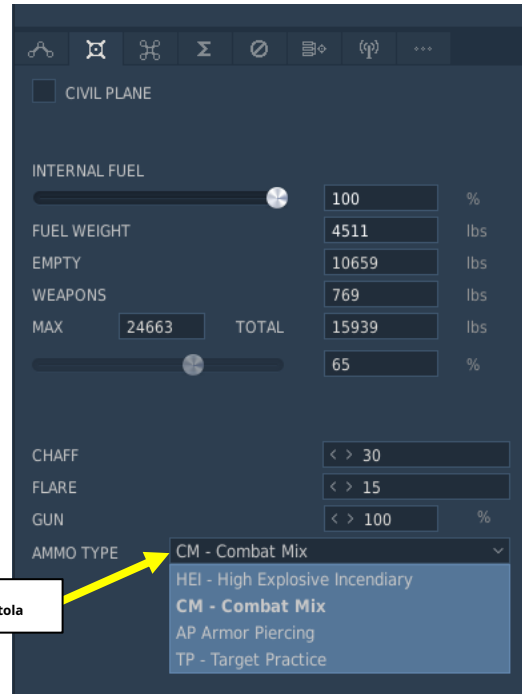 CIVIL PLANE
INTERNAL FUEL
100 %
FUEL WEIGHT 4511 lbs
EMPTY 10659 lbs
WEAPONS 769 lbs
MAX 24663 TOTAL 15939 lbs
65 %
CHAFF < > 30
FLARE < > 15
GUN < > 100 %
AMMO TYPE CM - Combat Mix
HEI - High Explosive Incendiary
tola
CM - Combat Mix
AP Armor Piercing
TP - Target Practice